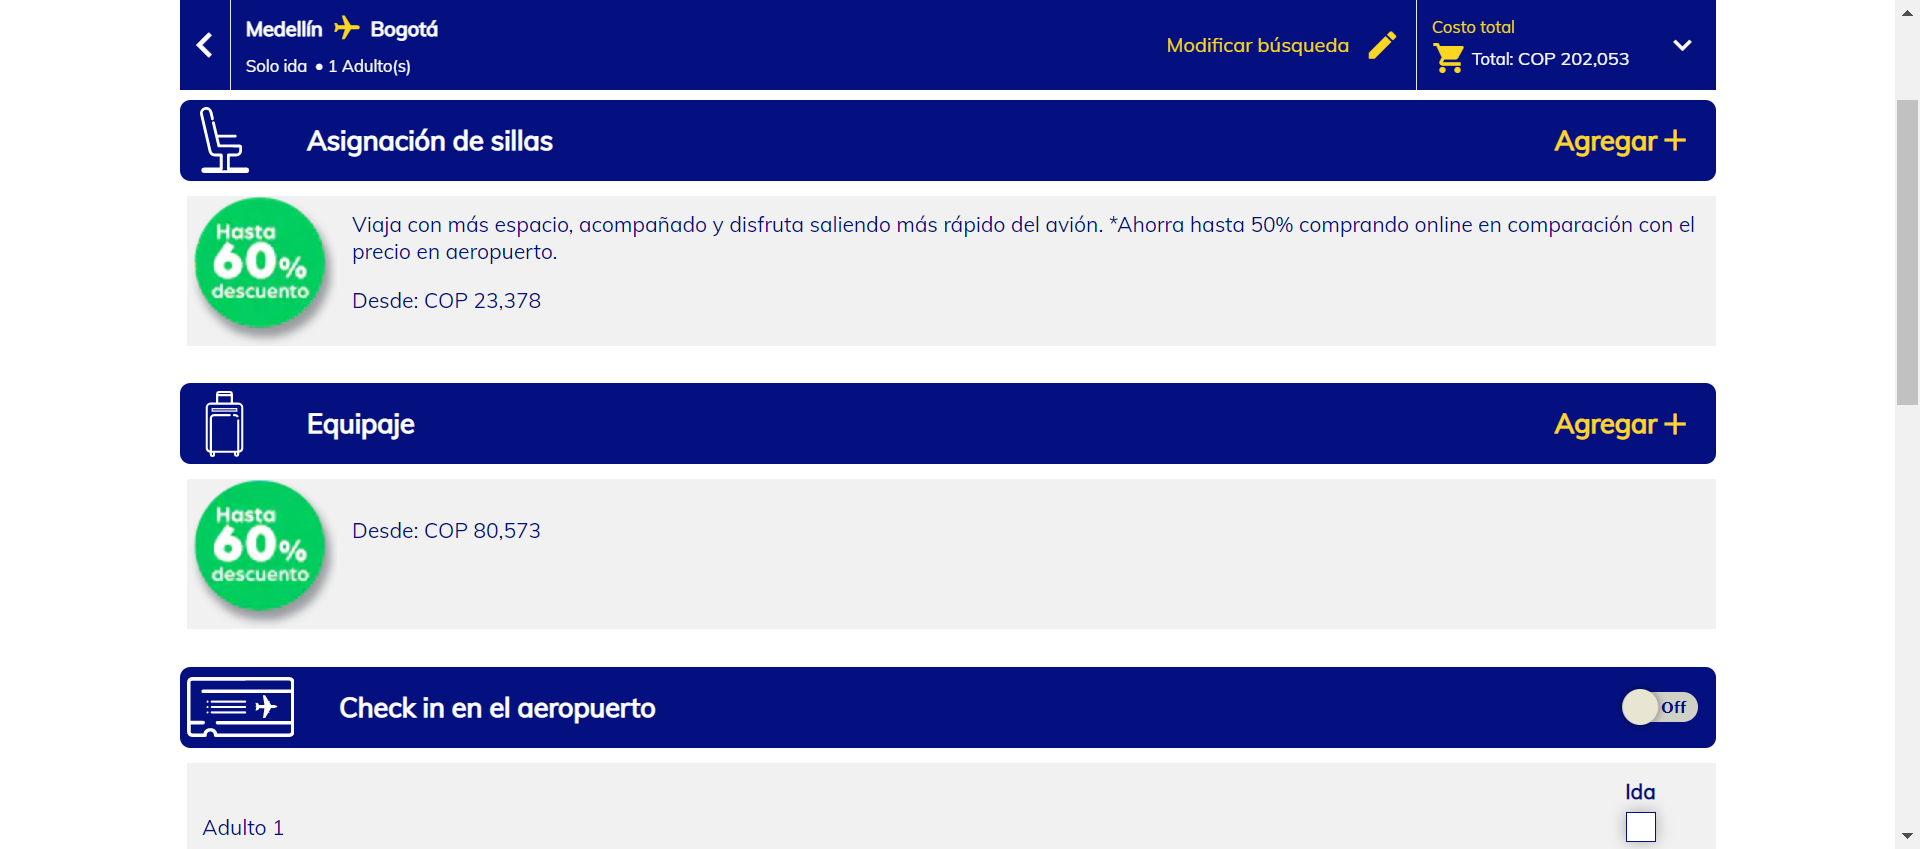 Medellín Bogotá
Solo ida • 1 Adulto(s)
Modificar búsqueda
Costo total
Total: COP 202,053
Asignación de sillas
Agregar +
Hasta
60%
descuento
Viaja con más espacio, acompañado y disfruta saliendo más rápido del avión. *Ahorra hasta 50% comprando online en comparación con el
precio en aeropuerto.
Desde: COP 23,378
Equipaje
Agregar +
Hasta
60%
descuento
Desde: COP 80,573
Check in en el aeropuerto
Off
Ida
Adulto 1